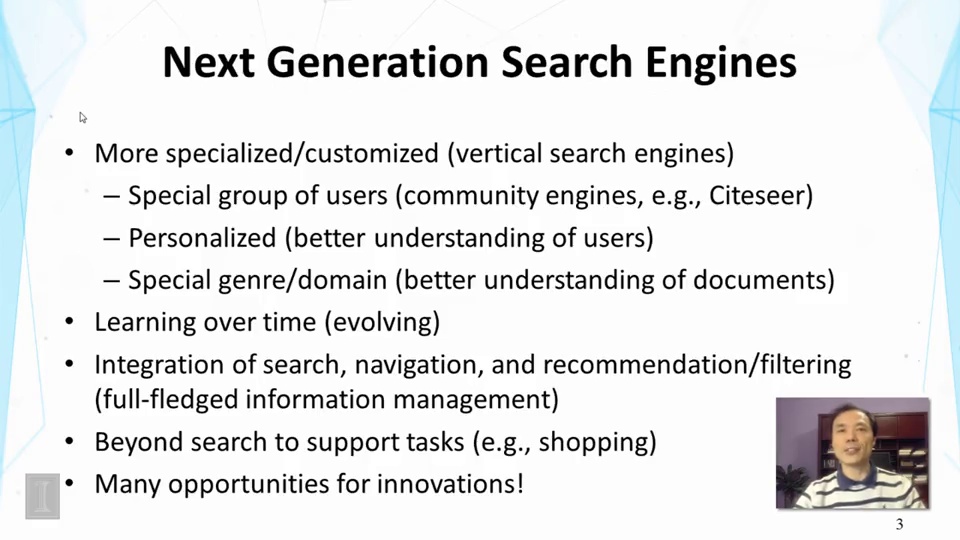 Next Generation Search Engines
• More specialized/customized (vertical search engines)
– Special group of users (community engines, e.g., Citeseer)
– Personalized (better understanding of users)
– Special genre/domain (better understanding of documents)
• Learning over time (evolving)
• Integration of search, navigation, and recommendation/filtering
(full-fledged information management)
• Beyond search to support tasks (e.g., shopping)
• Many opportunities for innovations!
I
3